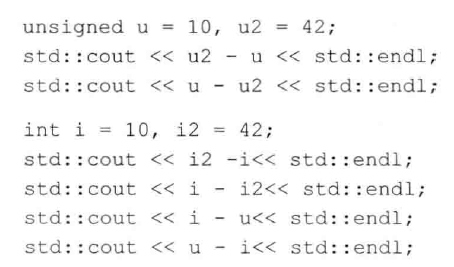 unsigned u = 10, u2 = 42;
std::cout << u2 - u << std::endl;
std::cout << u - u2 << std::endl;
int i = 10, i2 = 42;
std::cout << i2 -i<< std::endl;
std::cout << i - i2<< std::endl;
std::cout << i - u<< std::endl;
std::cout << u - i<< std::endl;